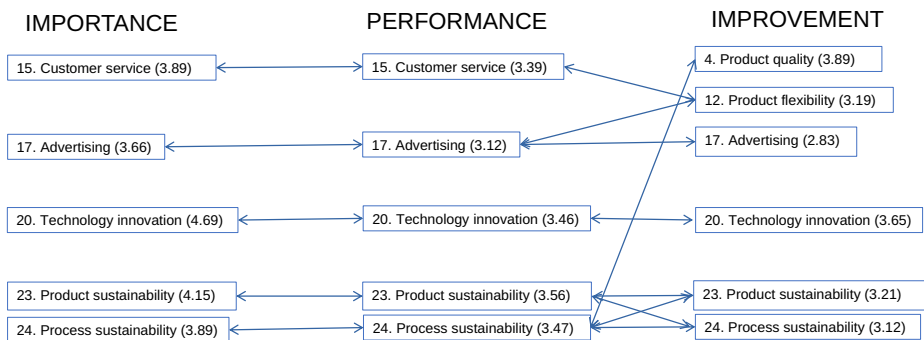 IMPORTANCE
PERFORMANCE
IMPROVEMENT
15. Customer service (3.89)
15. Customer service (3.39)
4. Product quality (3.89)
12. Product flexibility (3.19)
17. Advertising (3.66)
17. Advertising (3.12)
17. Advertising (2.83)
20. Technology innovation (4.69)
20. Technology innovation (3.46)
20. Technology innovation (3.65)
23. Product sustainability (4.15)
23. Product sustainability (3.56)
23. Product sustainability (3.21)
24. Process sustainability (3.89)
24. Process sustainability (3.47)
24. Process sustainability (3.12)